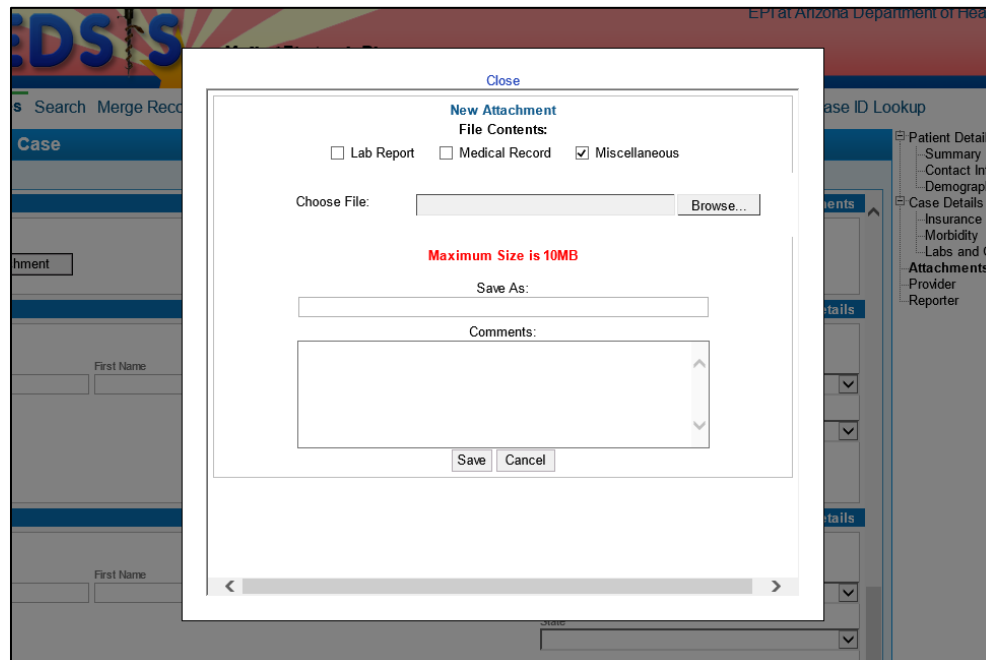 EDSIS
EPI at Arizona Department of Hea
Close
s Search Merge Reco
ase ID Lookup
New Attachment
File Contents:
Case
Lab Report Medical Record Miscellaneous
Patient Detail
Summary
Contact In
Demograp
Choose File: Browse...
ments
Case Details
Insurance
Morbidity
Labs and
hment
Maximum Size is 10MB
Attachments
Provider
Save As:
Reporter
etails
Comments:
First Name
Save Cancel
etails
First Name
State